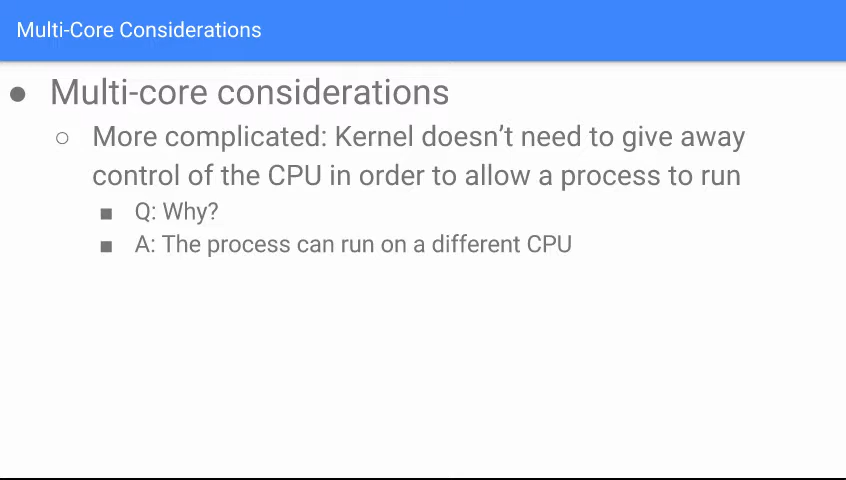 Multi-Core Considerations
● Multi-core considerations
○ More complicated: Kernel doesn’t need to give away
control of the CPU in order to allow a process to run
■ Q: Why?
■ A: The process can run on a different CPU